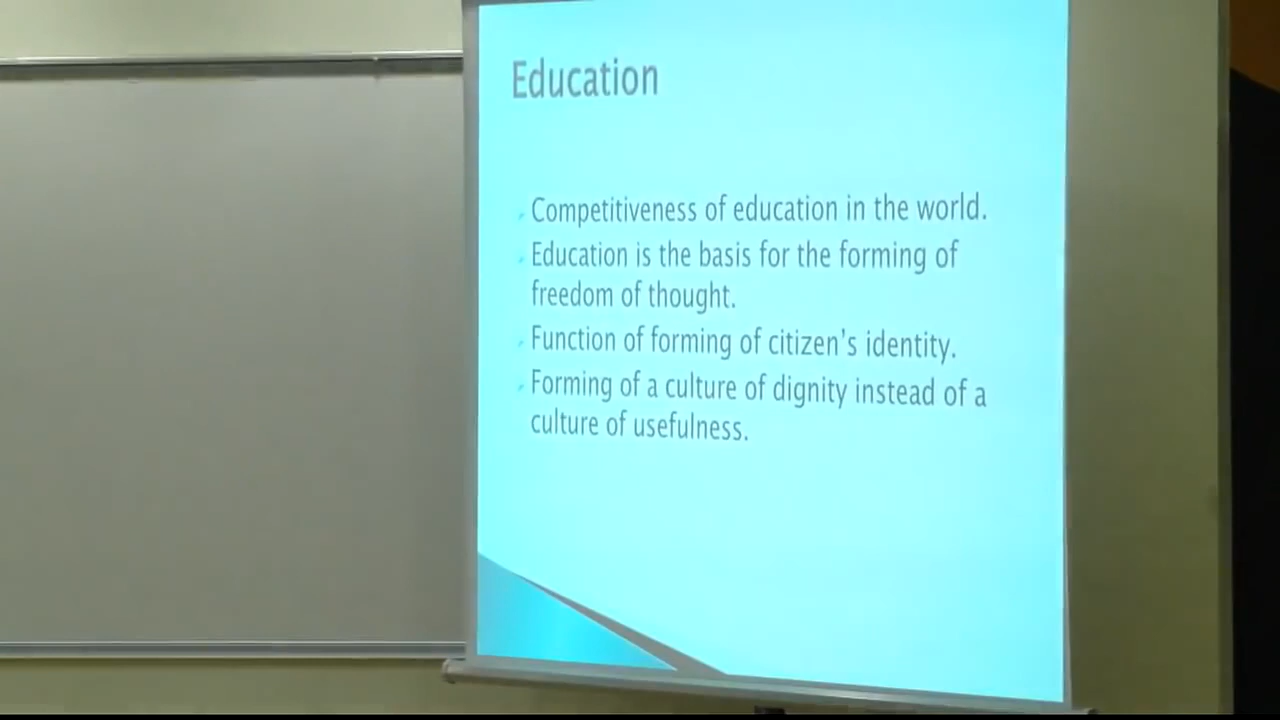 Education
Competitiveness of education in the world.
Education is the basis for the forming of
freedom of thought.
Function of forming of citizen's identity.
Forming of a culture of dignity instead of a
culture of usefulness.